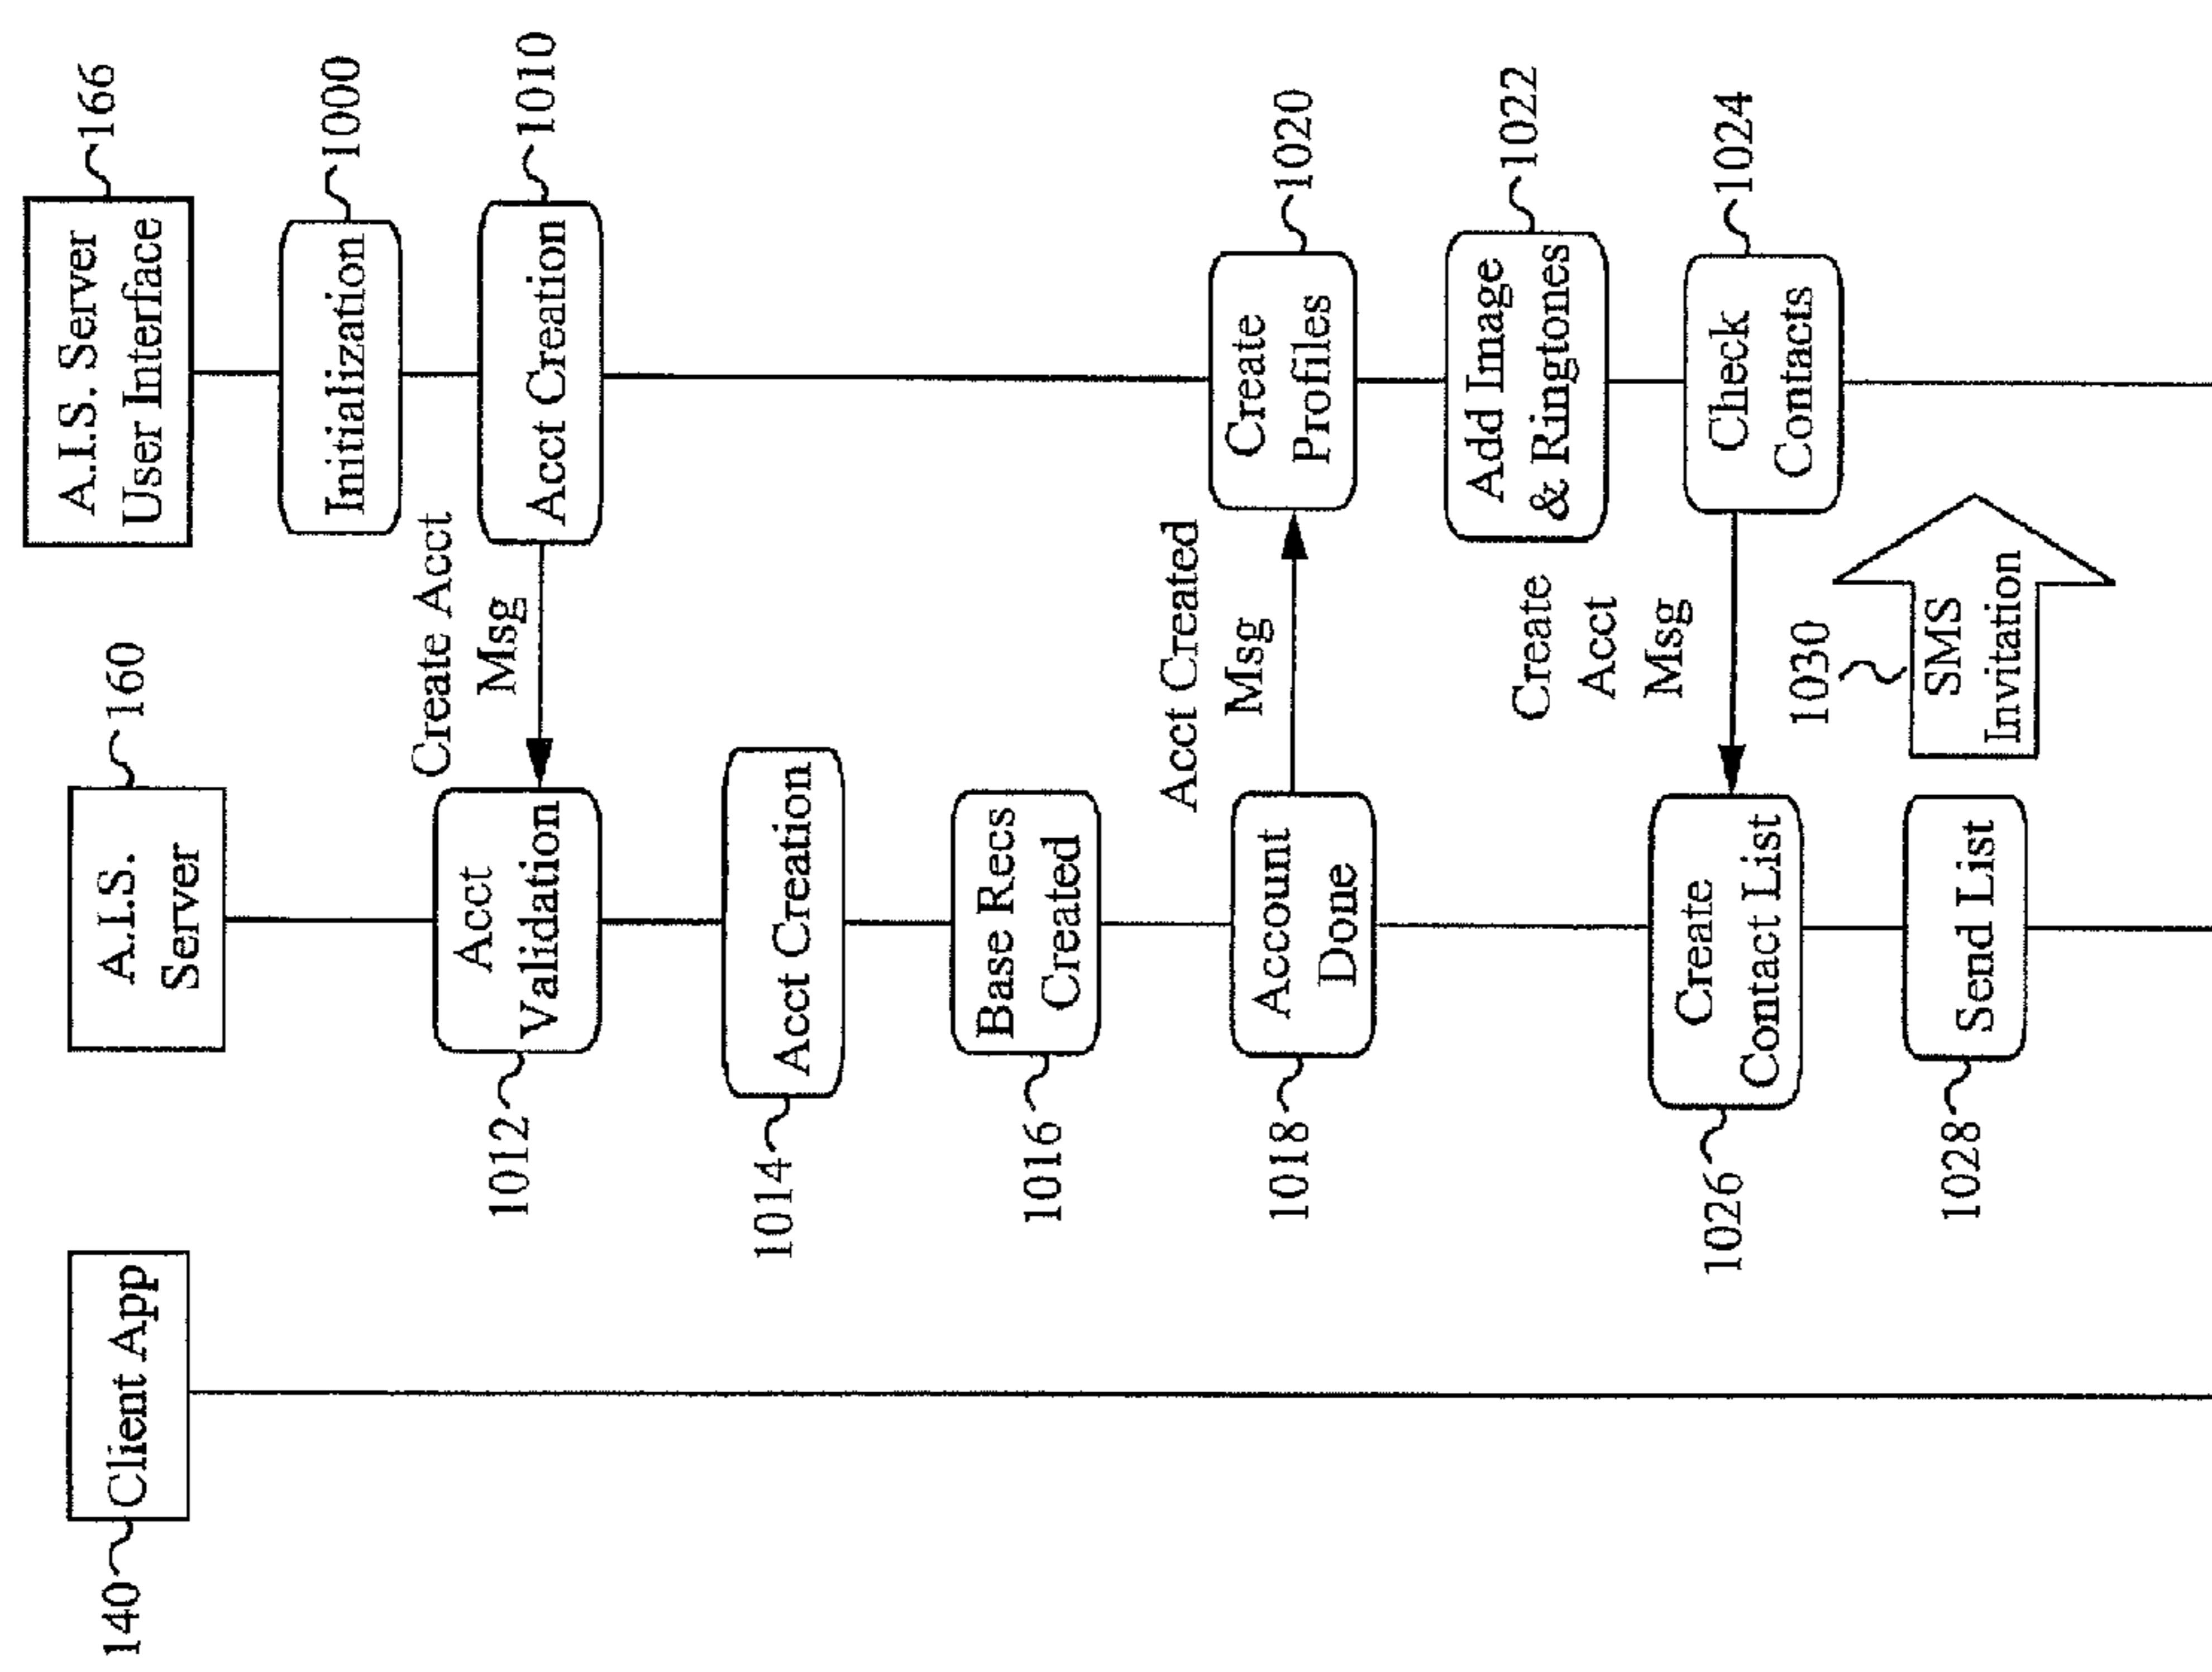 140
Client App
A.I.S.
Server
160
A.I.S. Server
User Interface
166
Initialization
1000
Create Acct
Msg
Acct Creation
1010
1012
Acct
Validation
1014
Acct Creation
1016
Base Recs
Created
1018
Account
Done
Acct Created
Msg
Create
Profiles
1020
Add Image
& Ringtones
1022
Create
Acct
Msg
Check
Contacts
1024
1026
Create
Contact List
1030
SMS
Invitation
1028
Send List